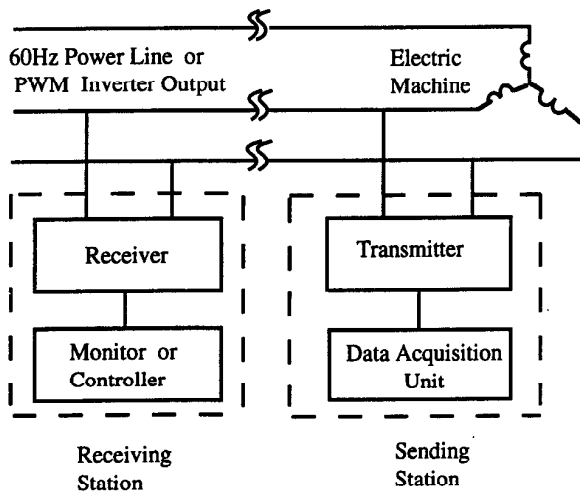 60Hz Power Line or
PWM Inverter Output
Electric
Machine
Receiver
Transmitter
Monitor or
Controller
Data Acquisition
Unit
Receiving
Station
Sending
Station